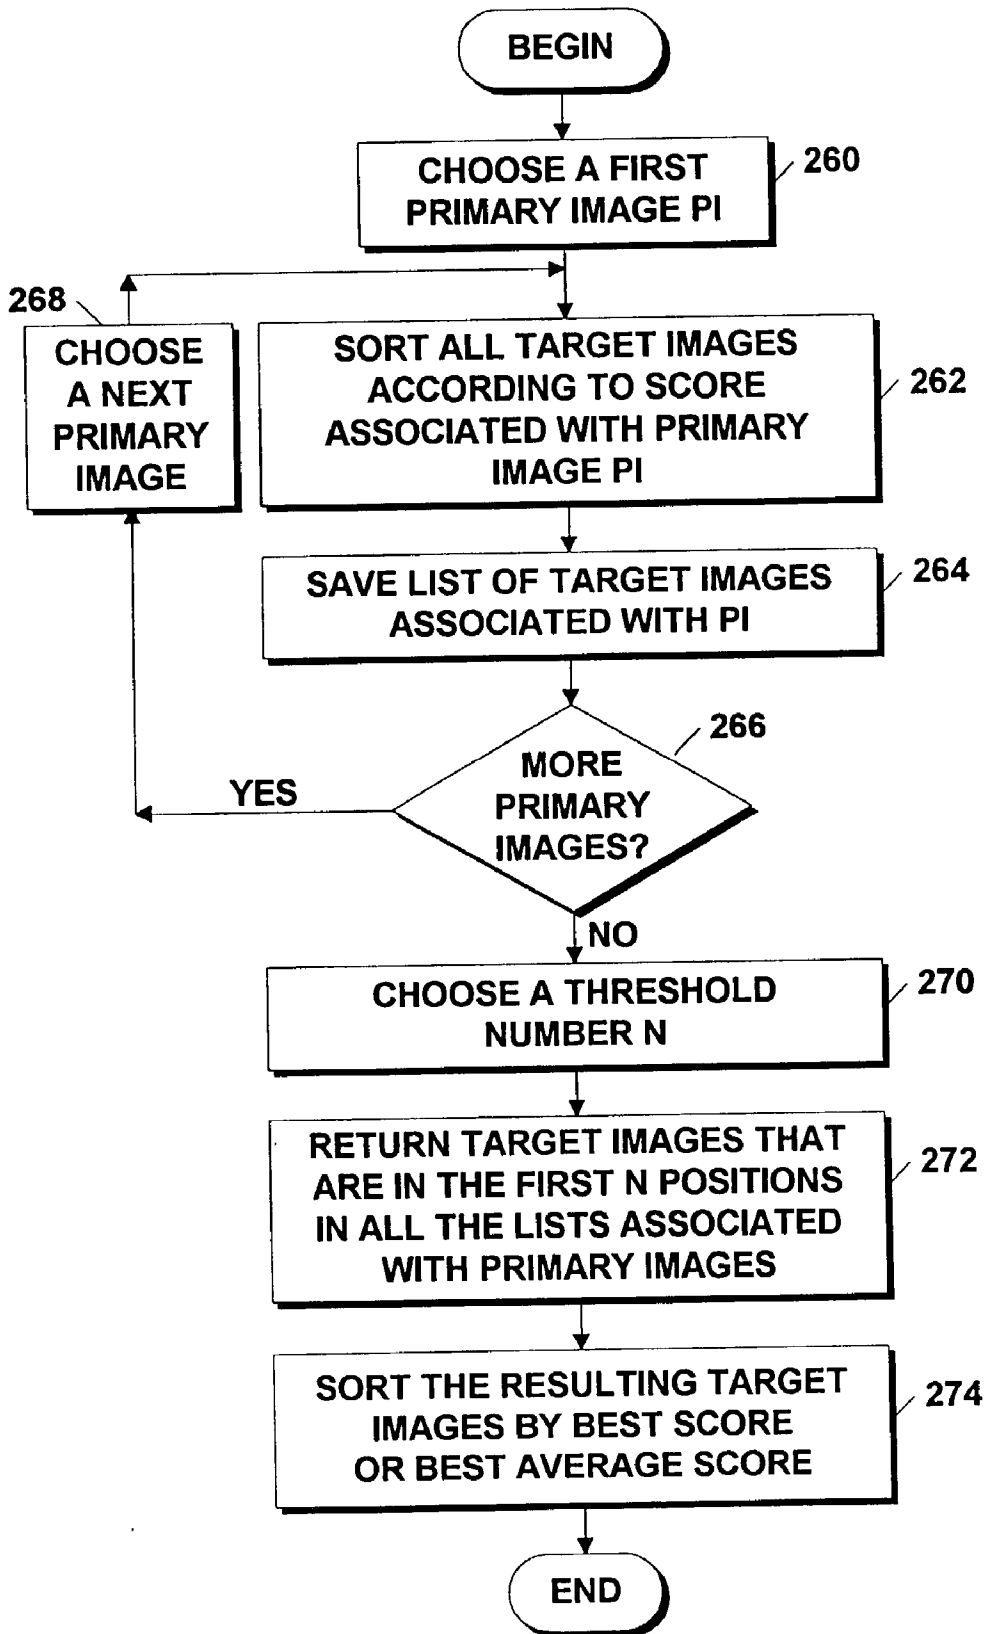 BEGIN
CHOOSE A FIRST
PRIMARY IMAGE PI
260
268
CHOOSE
A NEXT
PRIMARY
IMAGE
SORT ALL TARGET IMAGES
ACCORDING TO SCORE
ASSOCIATED WITH PRIMARY
IMAGE PI
262
SAVE LIST OF TARGET IMAGES
ASSOCIATED WITH PI
264
266
MORE
PRIMARY
IMAGES?
YES
NO
CHOOSE A THRESHOLD
NUMBER N
270
RETURN TARGET IMAGES THAT
ARE IN THE FIRST N POSITIONS
IN ALL THE LISTS ASSOCIATED
WITH PRIMARY IMAGES
272
SORT THE RESULTING TARGET
IMAGES BY BEST SCORE
OR BEST AVERAGE SCORE
274
END